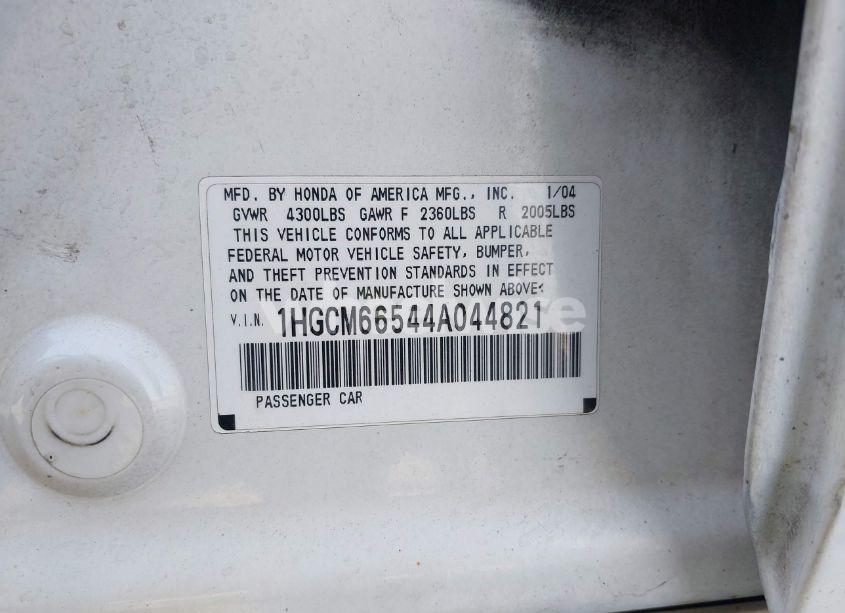 MFD. BY HONDA OF AMERICA MFG., INC. 1/04
GVWR 4300LBS GAWR F 2360LBS R 2005LBS
THIS VEHICLE CONFORMS TO ALL APPLICABLE
FEDERAL MOTOR VEHICLE SAFETY, BUMPER,
AND THEFT PREVENTION STANDARDS IN EFFECT
ON THE DATE OF MANUFACTURE SHOWN ABOVE.
V.I.N. 1HGCM66544A044821
PASSENGER CAR